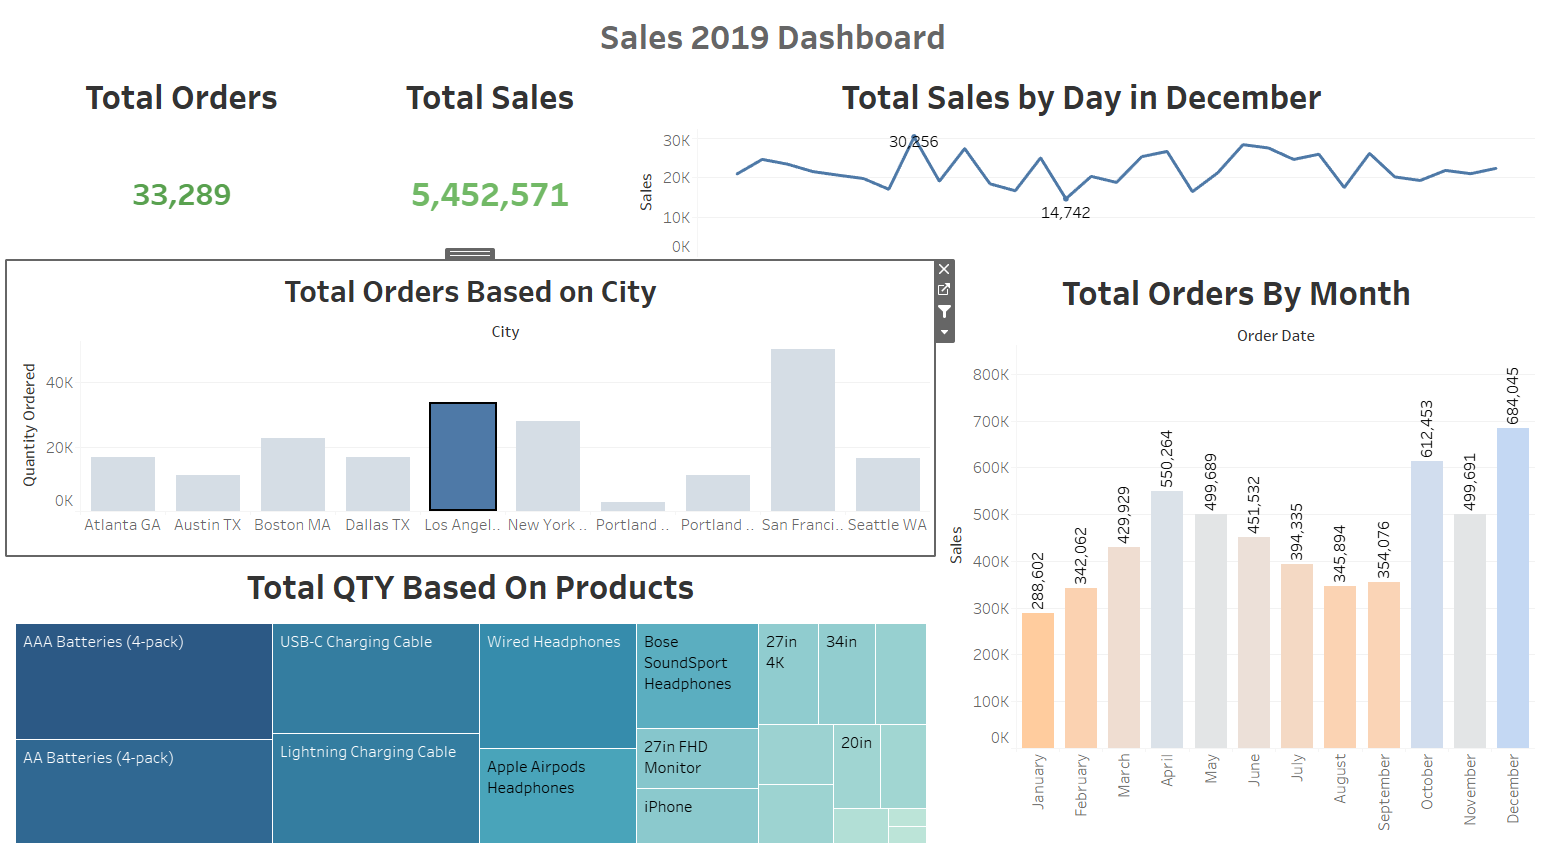 Sales 2019 Dashboard
Total Orders
33,289
Total Sales
5,452,571
Total Sales by Day in December
Sales
30K
20K
10K
0K
30,256
14,742
Total Orders Based on City
City
Quantity Ordered
40K
20K
0K
Atlanta GA
Austin TX
Boston MA
Dallas TX
Los Angel..
New York ..
Portland ..
Portland ..
San Franci..
Seattle WA
Total Orders By Month
Order Date
Sales
800K
700K
600K
500K
400K
300K
200K
100K
0K
288,602
342,062
429,929
550,264
499,689
451,532
394,335
345,894
354,076
612,453
499,691
684,045
January
February
March
April
May
June
July
August
September
October
November
December
Total QTY Based On Products
AAA Batteries (4-pack)
AA Batteries (4-pack)
USB-C Charging Cable
Lightning Charging Cable
Wired Headphones
Apple Airpods
Headphones
Bose
SoundSport
Headphones
27in FHD
Monitor
iPhone
27in
4K
34in
20in